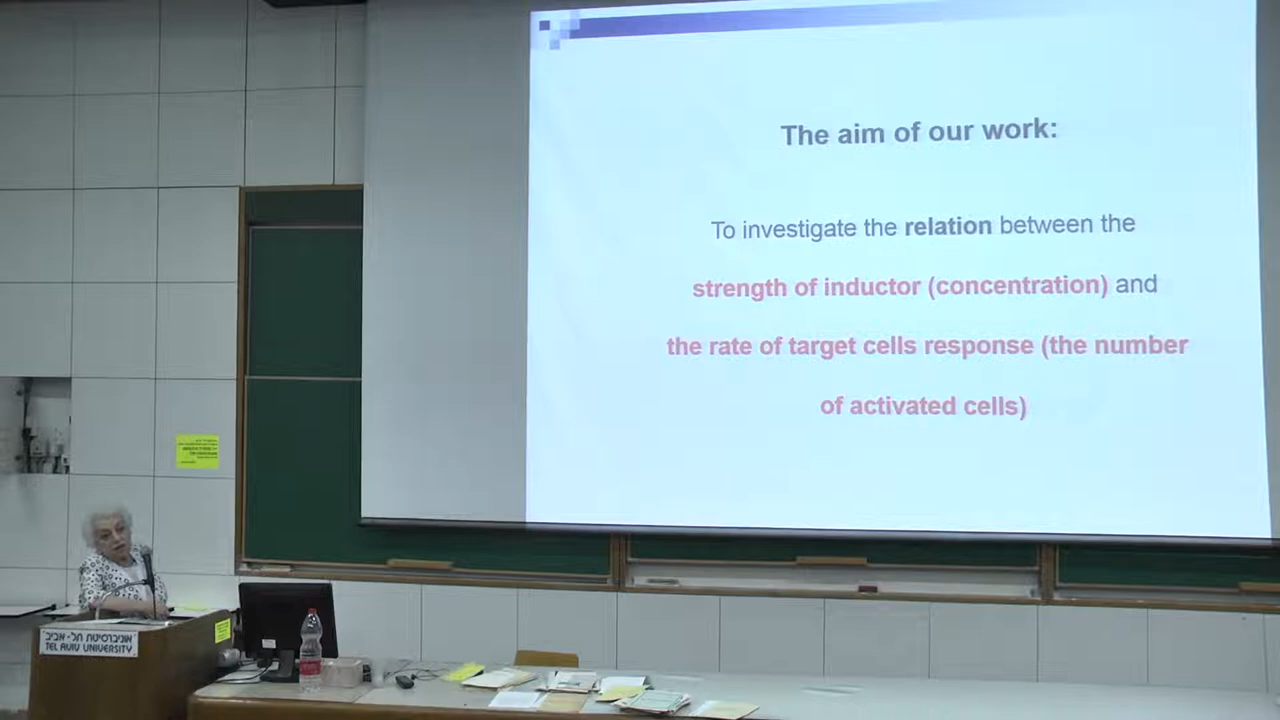 The aim of our work:
To investigate the relation between the
strength of inductor (concentration) and
the rate of target cells response (the number
of activated cells)
אוניברסיטת תל-אביב
TEL AVIV UNIVERSITY